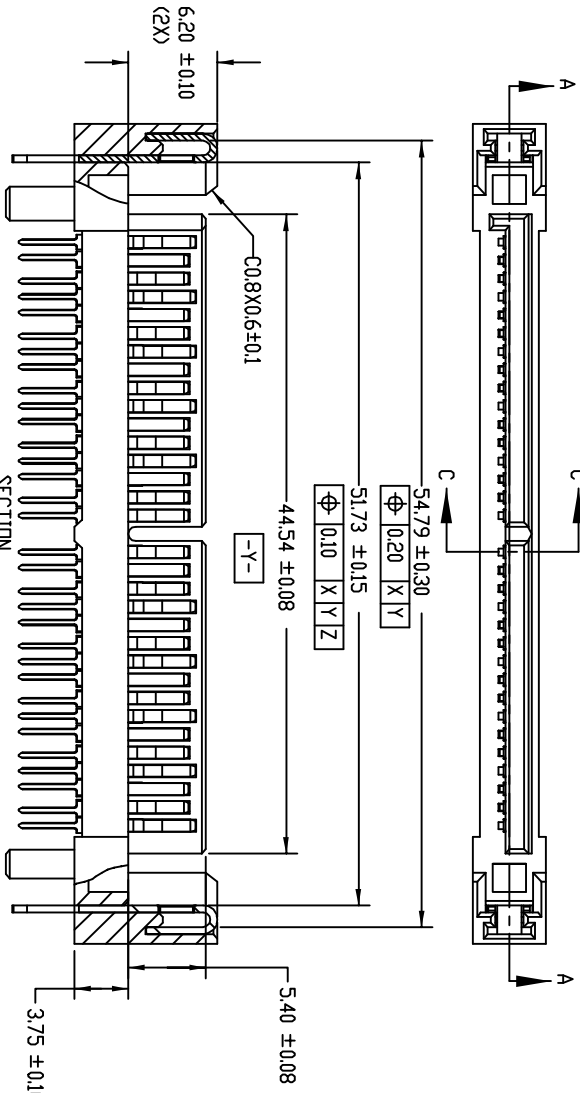 6.20 ±0.10
(2X)
A
A
C
C
C0.8X0.6±0.1
54.79 ±0.30
⌖ 0.20 X Y
51.73 ±0.15
⌖ 0.10 X Y Z
44.54 ±0.08
-Y-
5.40 ±0.08
3.75 ±0.1
SECTION